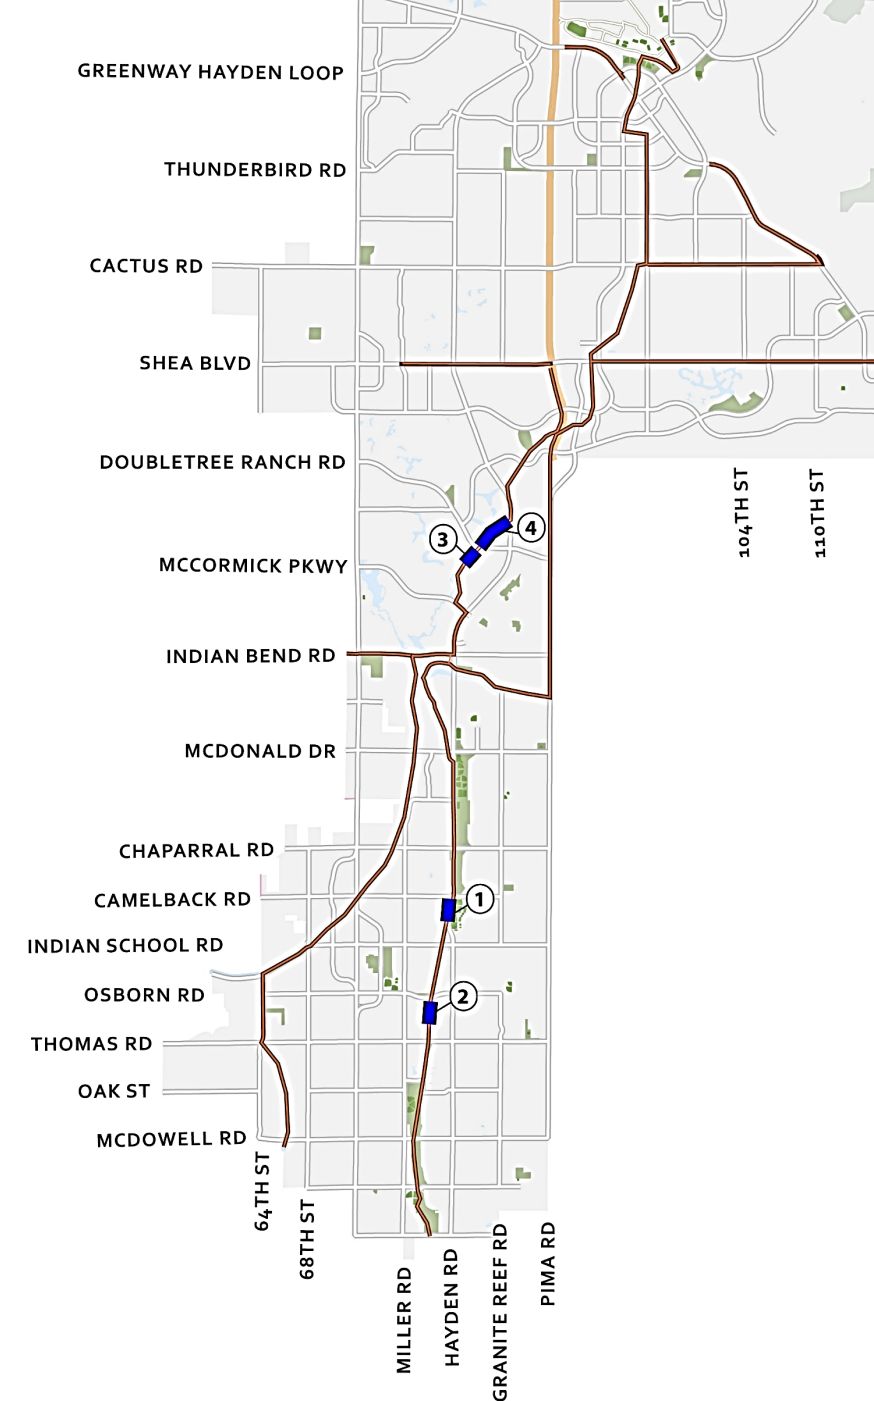 GREENWAY HAYDEN LOOP
THUNDERBIRD RD
CACTUS RD
SHEA BLVD
DOUBLETREE RANCH RD
104TH ST
110TH ST
4
3
MCCORMICK PKWY
INDIAN BEND RD
MCDONALD DR
CHAPARRAL RD
CAMELBACK RD
1
INDIAN SCHOOL RD
OSBORN RD
2
THOMAS RD
OAK ST
MCDOWELL RD
64TH ST
68TH ST
MILLER RD
HAYDEN RD
GRANITE REEF RD
PIMA RD